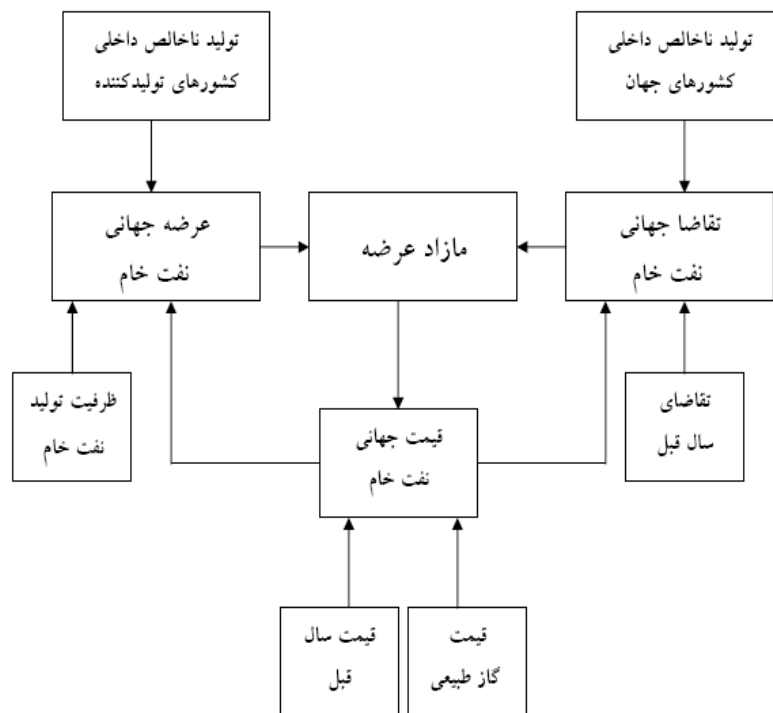 تولید ناخالص داخلی
کشورهای جهان
تولید ناخالص داخلی
کشورهای تولیدکننده
تقاضا جهانی
نفت خام
مازاد عرضه
عرضه جهانی
نفت خام
تقاضای
سال قبل
قیمت جهانی
نفت خام
ظرفیت تولید
نفت خام
قیمت
گاز طبیعی
قیمت سال
قبل